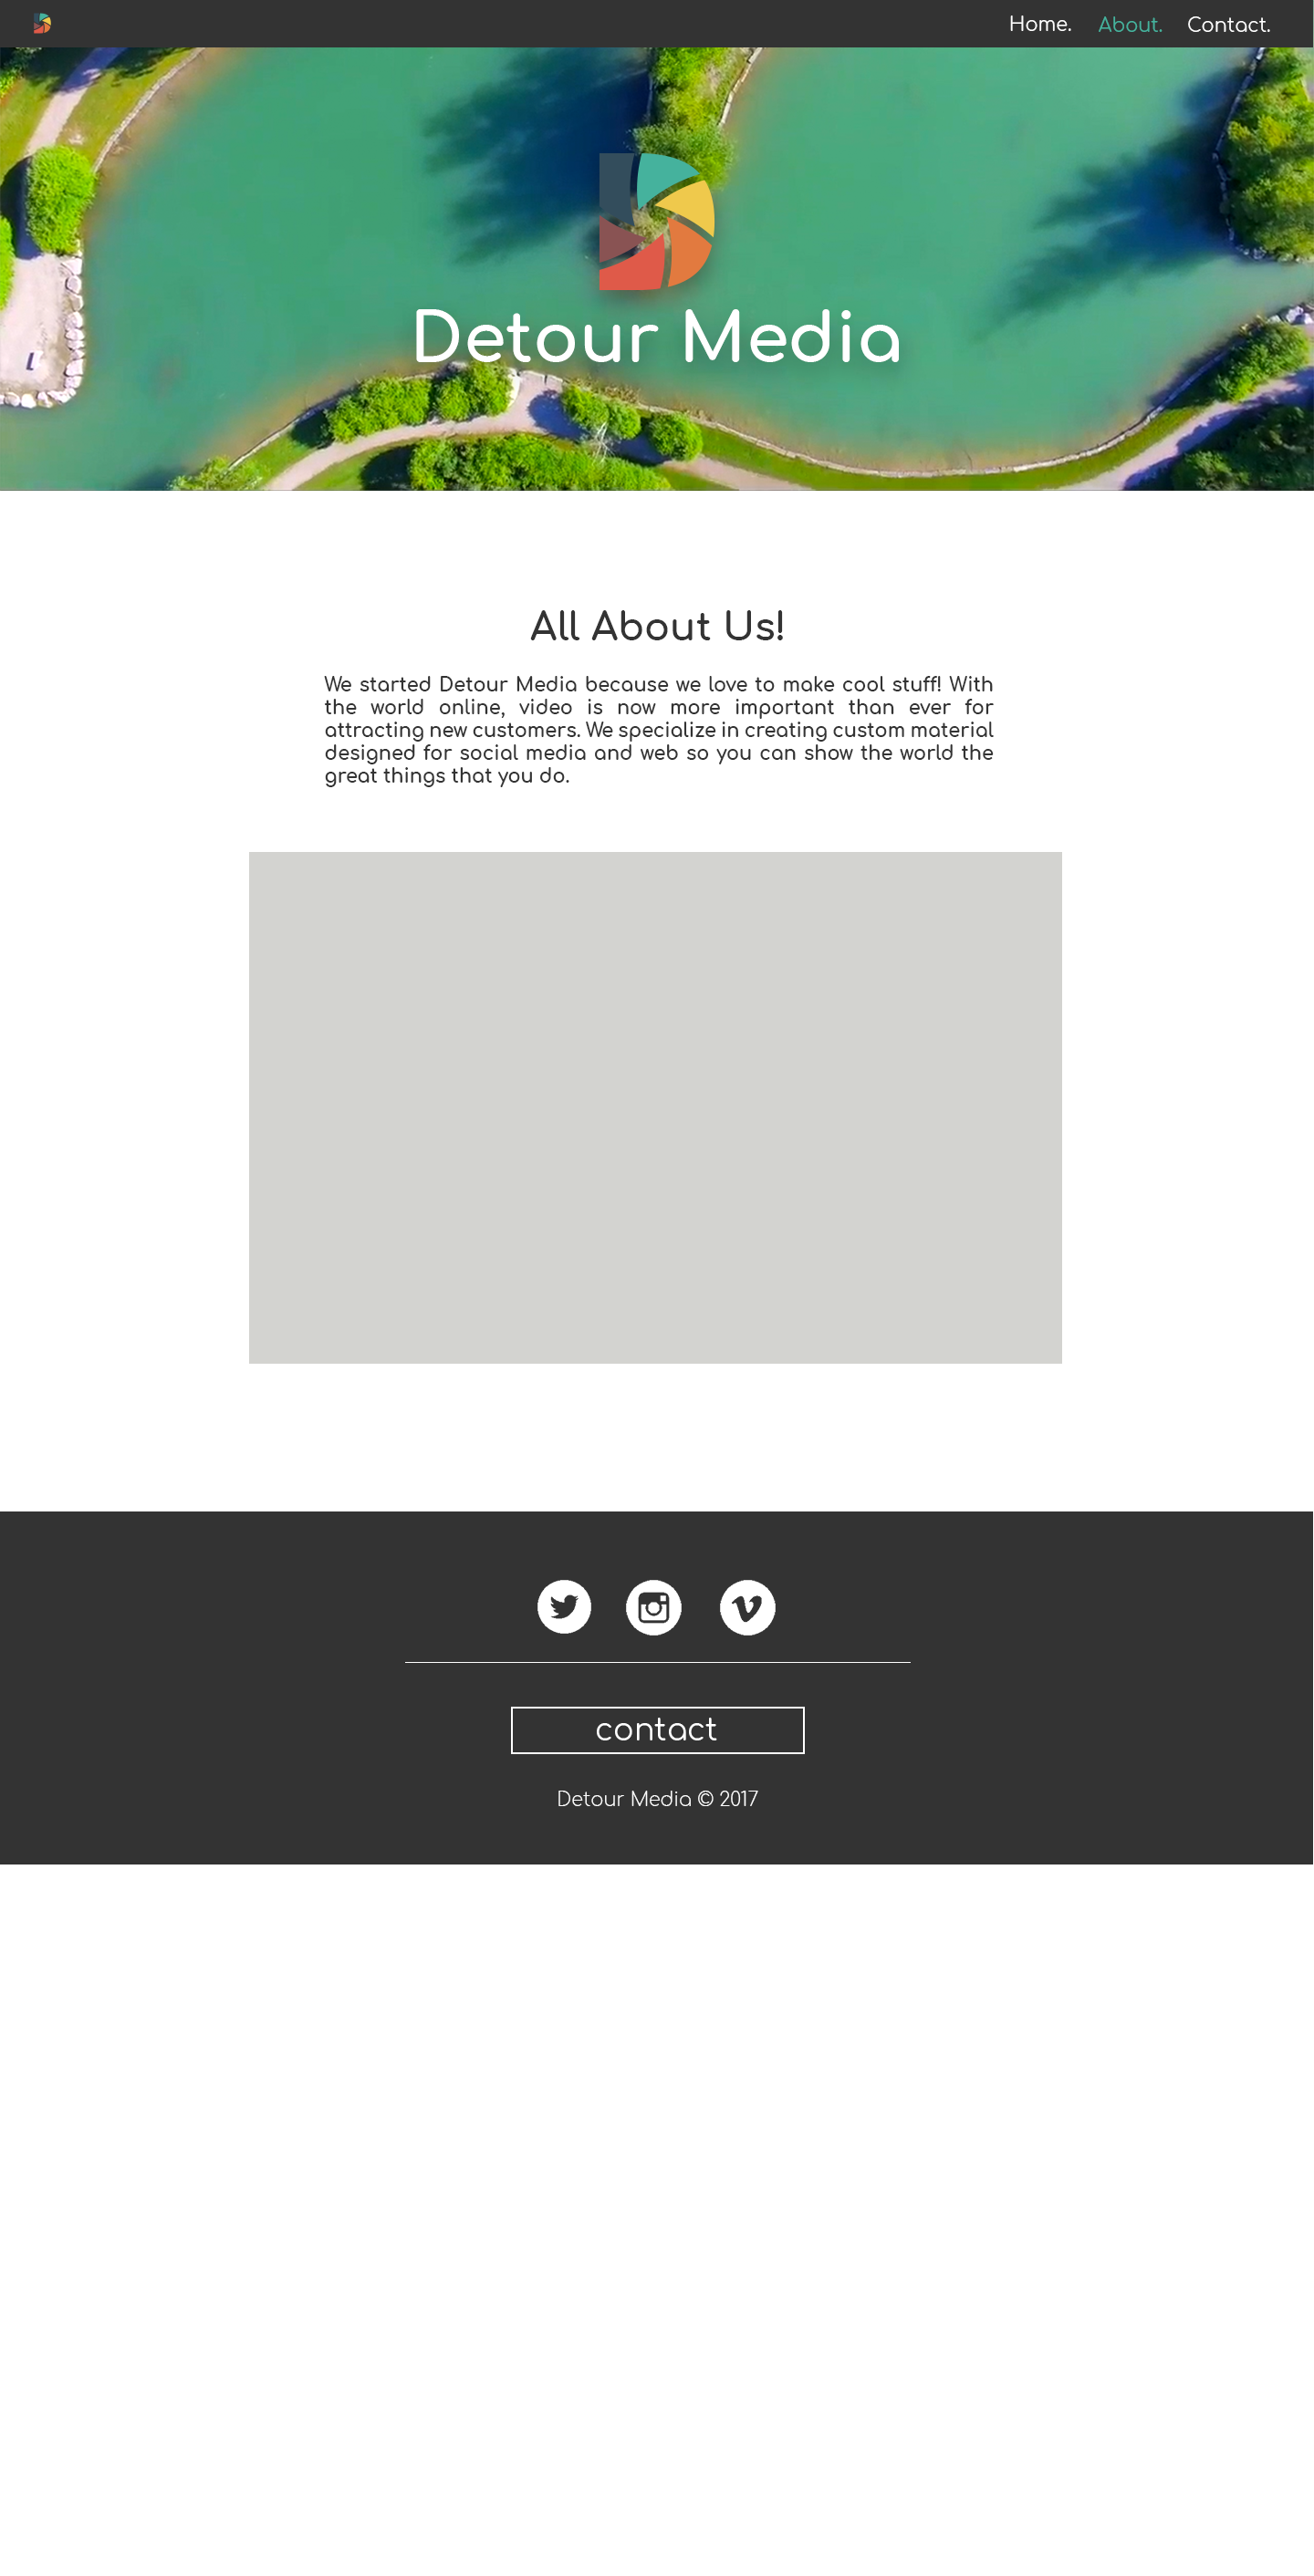 Home. About. Contact.
Detour Media
All About Us!
We started Detour Media because we love to make cool stuff! With
the world online, video is now more important than ever for
attracting new customers. We specialize in creating custom material
designed for social media and web so you can show the world the
great things that you do.
contact
Detour Media © 2017